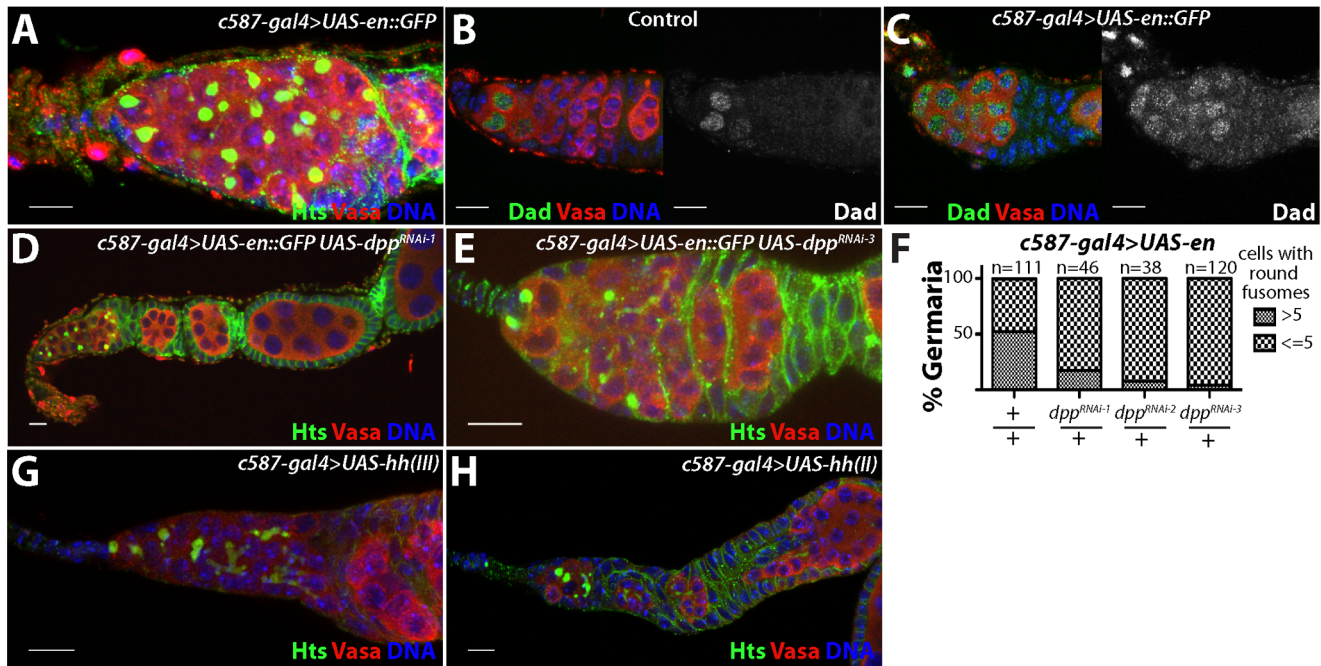 A
c587-gal4>UAS-en::GFP
Hts Vasa DNA
B
Control
Dad Vasa DNA
Dad
C
c587-gal4>UAS-en::GFP
Dad Vasa DNA
Dad
D
c587-gal4>UAS-en::GFP UAS-dpp^RNAi-1
Hts Vasa DNA
E
c587-gal4>UAS-en::GFP UAS-dpp^RNAi-3
Hts Vasa DNA
F
c587-gal4>UAS-en
n=111 n=46 n=38 n=120
cells with
round
fusomes
>5
<=5
% Germaria
100
50
+ dpp^RNAi-1 dpp^RNAi-2 dpp^RNAi-3
+ + + +
G
c587-gal4>UAS-hh(III)
Hts Vasa DNA
H
c587-gal4>UAS-hh(II)
Hts Vasa DNA